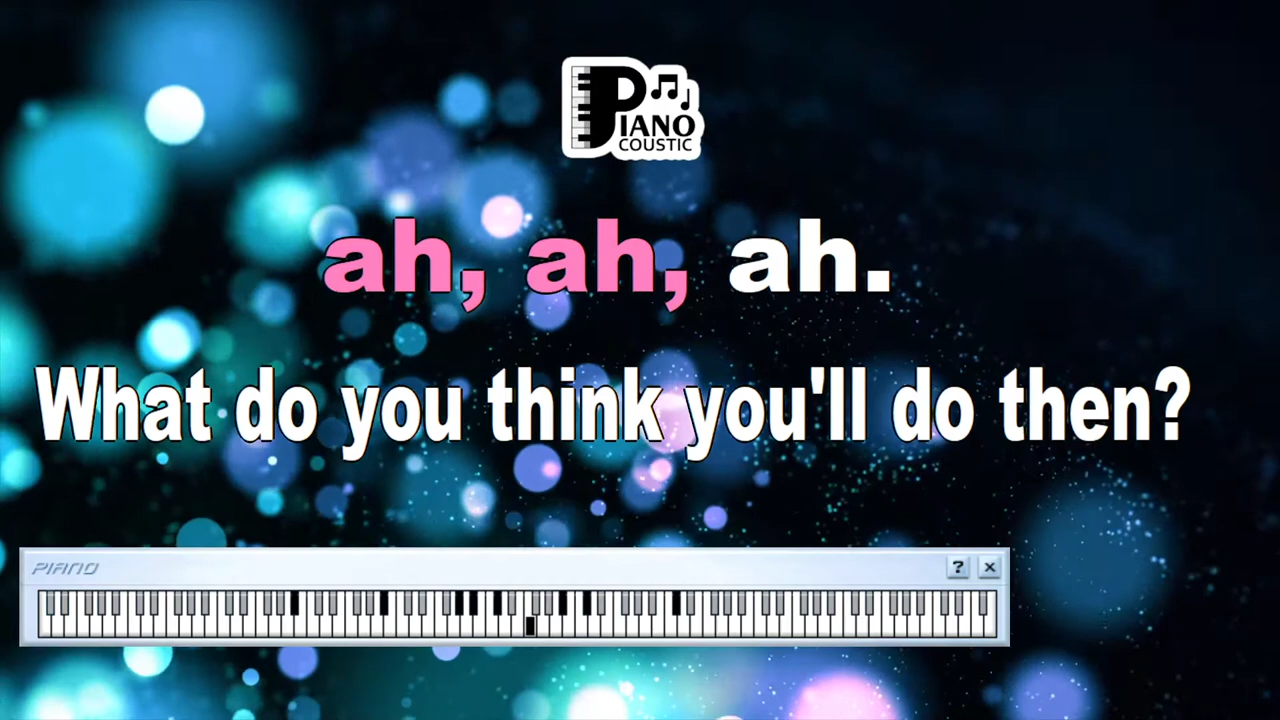 PIANO
COUSTIC
ah, ah, ah.
What do you think you'll do then?
PIANO
? ×